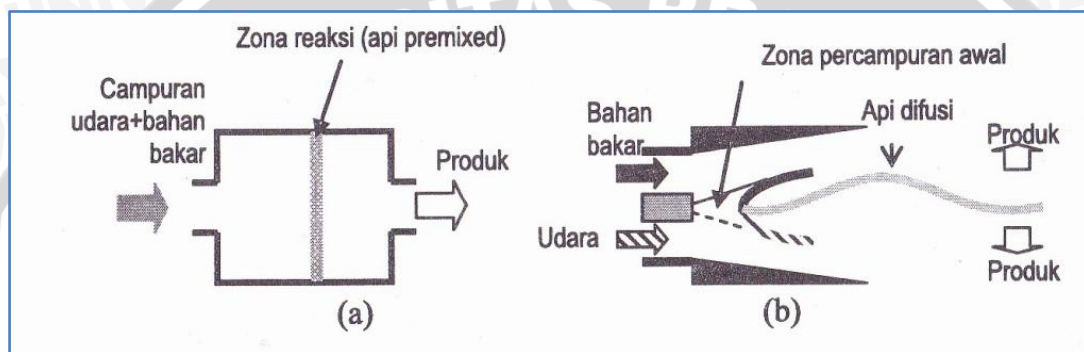 Zona reaksi (api premixed)
Campuran
udara+bahan
bakar
Produk
(a)
Zona percampuran awal
Bahan
bakar
Api difusi
Produk
Udara
Produk
(b)